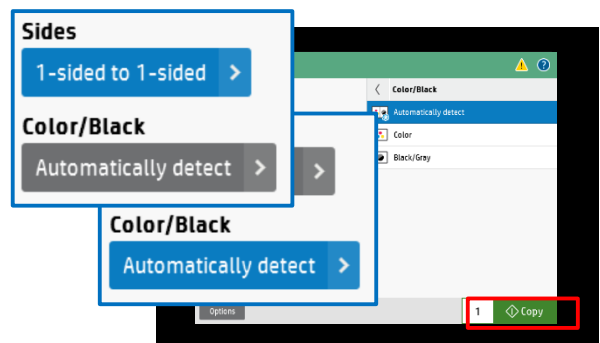 Sides
1-sided to 1-sided
Color/Black
Automatically detect
Color/Black
Automatically detect
Color/Black
Automatically detect
Color
Black/Gray
Options
1
Copy